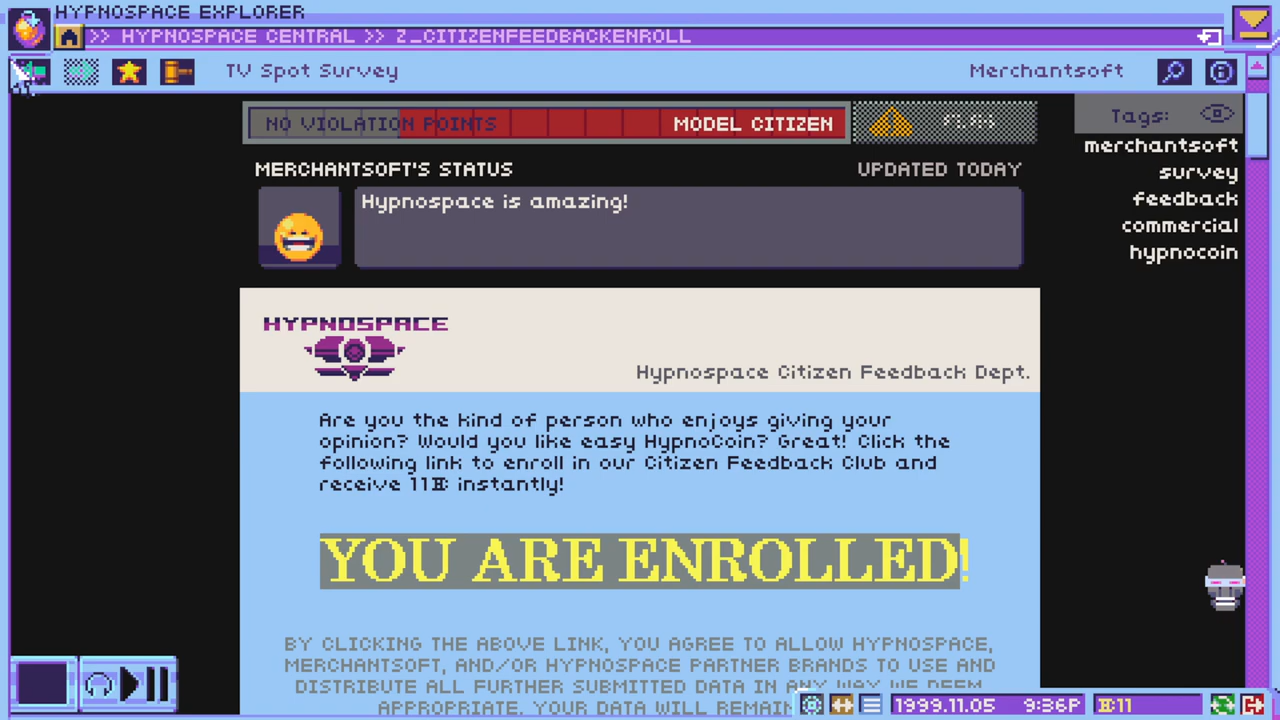 HYPNOSPACE EXPLORER
>> HYPNOSPACE CENTRAL >> Z_CITIZENFEEDBACKENROLL
TV Spot Survey
Merchantsoft
NO VIOLATION POINTS
MODEL CITIZEN
Tags:
merchantsoft
survey
feedback
commercial
hypnocoin
MERCHANTSOFT'S STATUS
UPDATED TODAY
Hypnospace is amazing!
HYPNOSPACE
Hypnospace Citizen Feedback Dept.
Are you the kind of person who enjoys giving your
opinion? Would you like easy HypnoCoin? Great! Click the
following link to enroll in our Citizen Feedback Club and
receive 11 instantly!
YOU ARE ENROLLED!
BY CLICKING THE ABOVE LINK, YOU AGREE TO ALLOW HYPNOSPACE,
MERCHANTSOFT, AND/OR HYPNOSPACE PARTNER BRANDS TO USE AND
DISTRIBUTE ALL FURTHER SUBMITTED DATA IN ANY WAY WE DEEM
APPROPRIATE. YOUR DATA WILL REMAIN
1999.11.05 9:36P
11